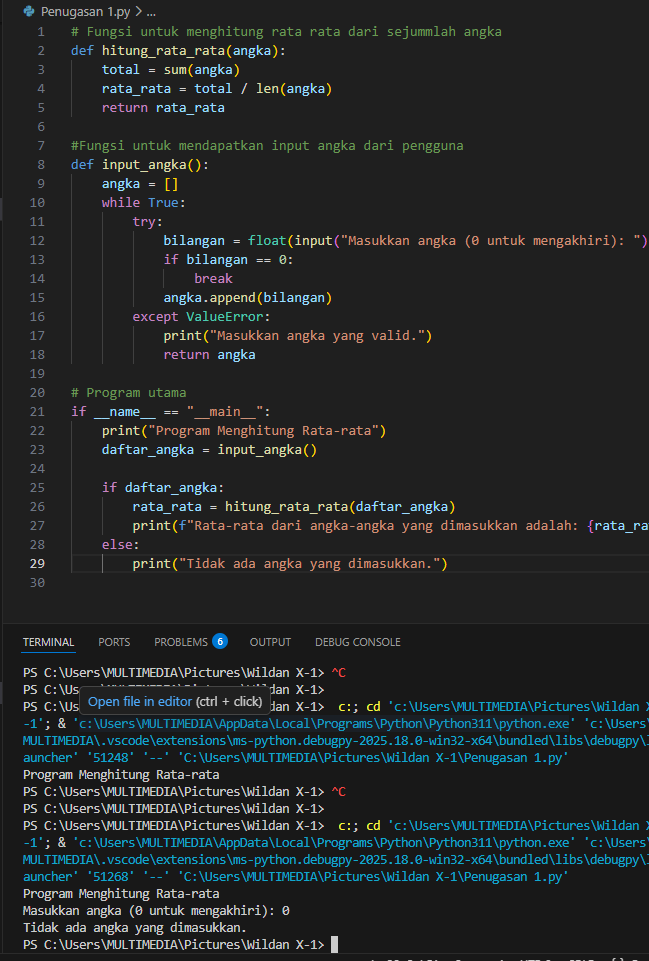 Penugasan 1.py > ...
1 # Fungsi untuk menghitung rata rata dari sejummlah angka
2 def hitung_rata_rata(angka):
3 total = sum(angka)
4 rata_rata = total / len(angka)
5 return rata_rata
6
7 #Fungsi untuk mendapatkan input angka dari pengguna
8 def input_angka():
9 angka = []
10 while True:
11 try:
12 bilangan = float(input("Masukkan angka (0 untuk mengakhiri): ")
13 if bilangan == 0:
14 break
15 angka.append(bilangan)
16 except ValueError:
17 print("Masukkan angka yang valid.")
18 return angka
19
20 # Program utama
21 if __name__ == "__main__":
22 print("Program Menghitung Rata-rata")
23 daftar_angka = input_angka()
24
25 if daftar_angka:
26 rata_rata = hitung_rata_rata(daftar_angka)
27 print(f"Rata-rata dari angka-angka yang dimasukkan adalah: {rata_ra
28 else:
29 print("Tidak ada angka yang dimasukkan.")
30
TERMINAL PORTS PROBLEMS 6 OUTPUT DEBUG CONSOLE
PS C:\Users\MULTIMEDIA\Pictures\Wildan X-1> ^C
PS C:\Us
Open file in editor (ctrl + click)
ldan X-1>
PS C:\Us ldan X-1> c:; cd 'c:\Users\MULTIMEDIA\Pictures\Wildan X
-1'; & 'c:\Users\MULTIMEDIA\AppData\Local\Programs\Python\Python311\python.exe' 'c:\Users\
MULTIMEDIA\.vscode\extensions\ms-python.debugpy-2025.18.0-win32-x64\bundled\libs\debugpy\l
auncher' '51248' '--' 'C:\Users\MULTIMEDIA\Pictures\Wildan X-1\Penugasan 1.py'
Program Menghitung Rata-rata
PS C:\Users\MULTIMEDIA\Pictures\Wildan X-1> ^C
PS C:\Users\MULTIMEDIA\Pictures\Wildan X-1>
PS C:\Users\MULTIMEDIA\Pictures\Wildan X-1> c:; cd 'c:\Users\MULTIMEDIA\Pictures\Wildan X
-1'; & 'c:\Users\MULTIMEDIA\AppData\Local\Programs\Python\Python311\python.exe' 'c:\Users\
MULTIMEDIA\.vscode\extensions\ms-python.debugpy-2025.18.0-win32-x64\bundled\libs\debugpy\l
auncher' '51268' '--' 'C:\Users\MULTIMEDIA\Pictures\Wildan X-1\Penugasan 1.py'
Program Menghitung Rata-rata
Masukkan angka (0 untuk mengakhiri): 0
Tidak ada angka yang dimasukkan.
PS C:\Users\MULTIMEDIA\Pictures\Wildan X-1>